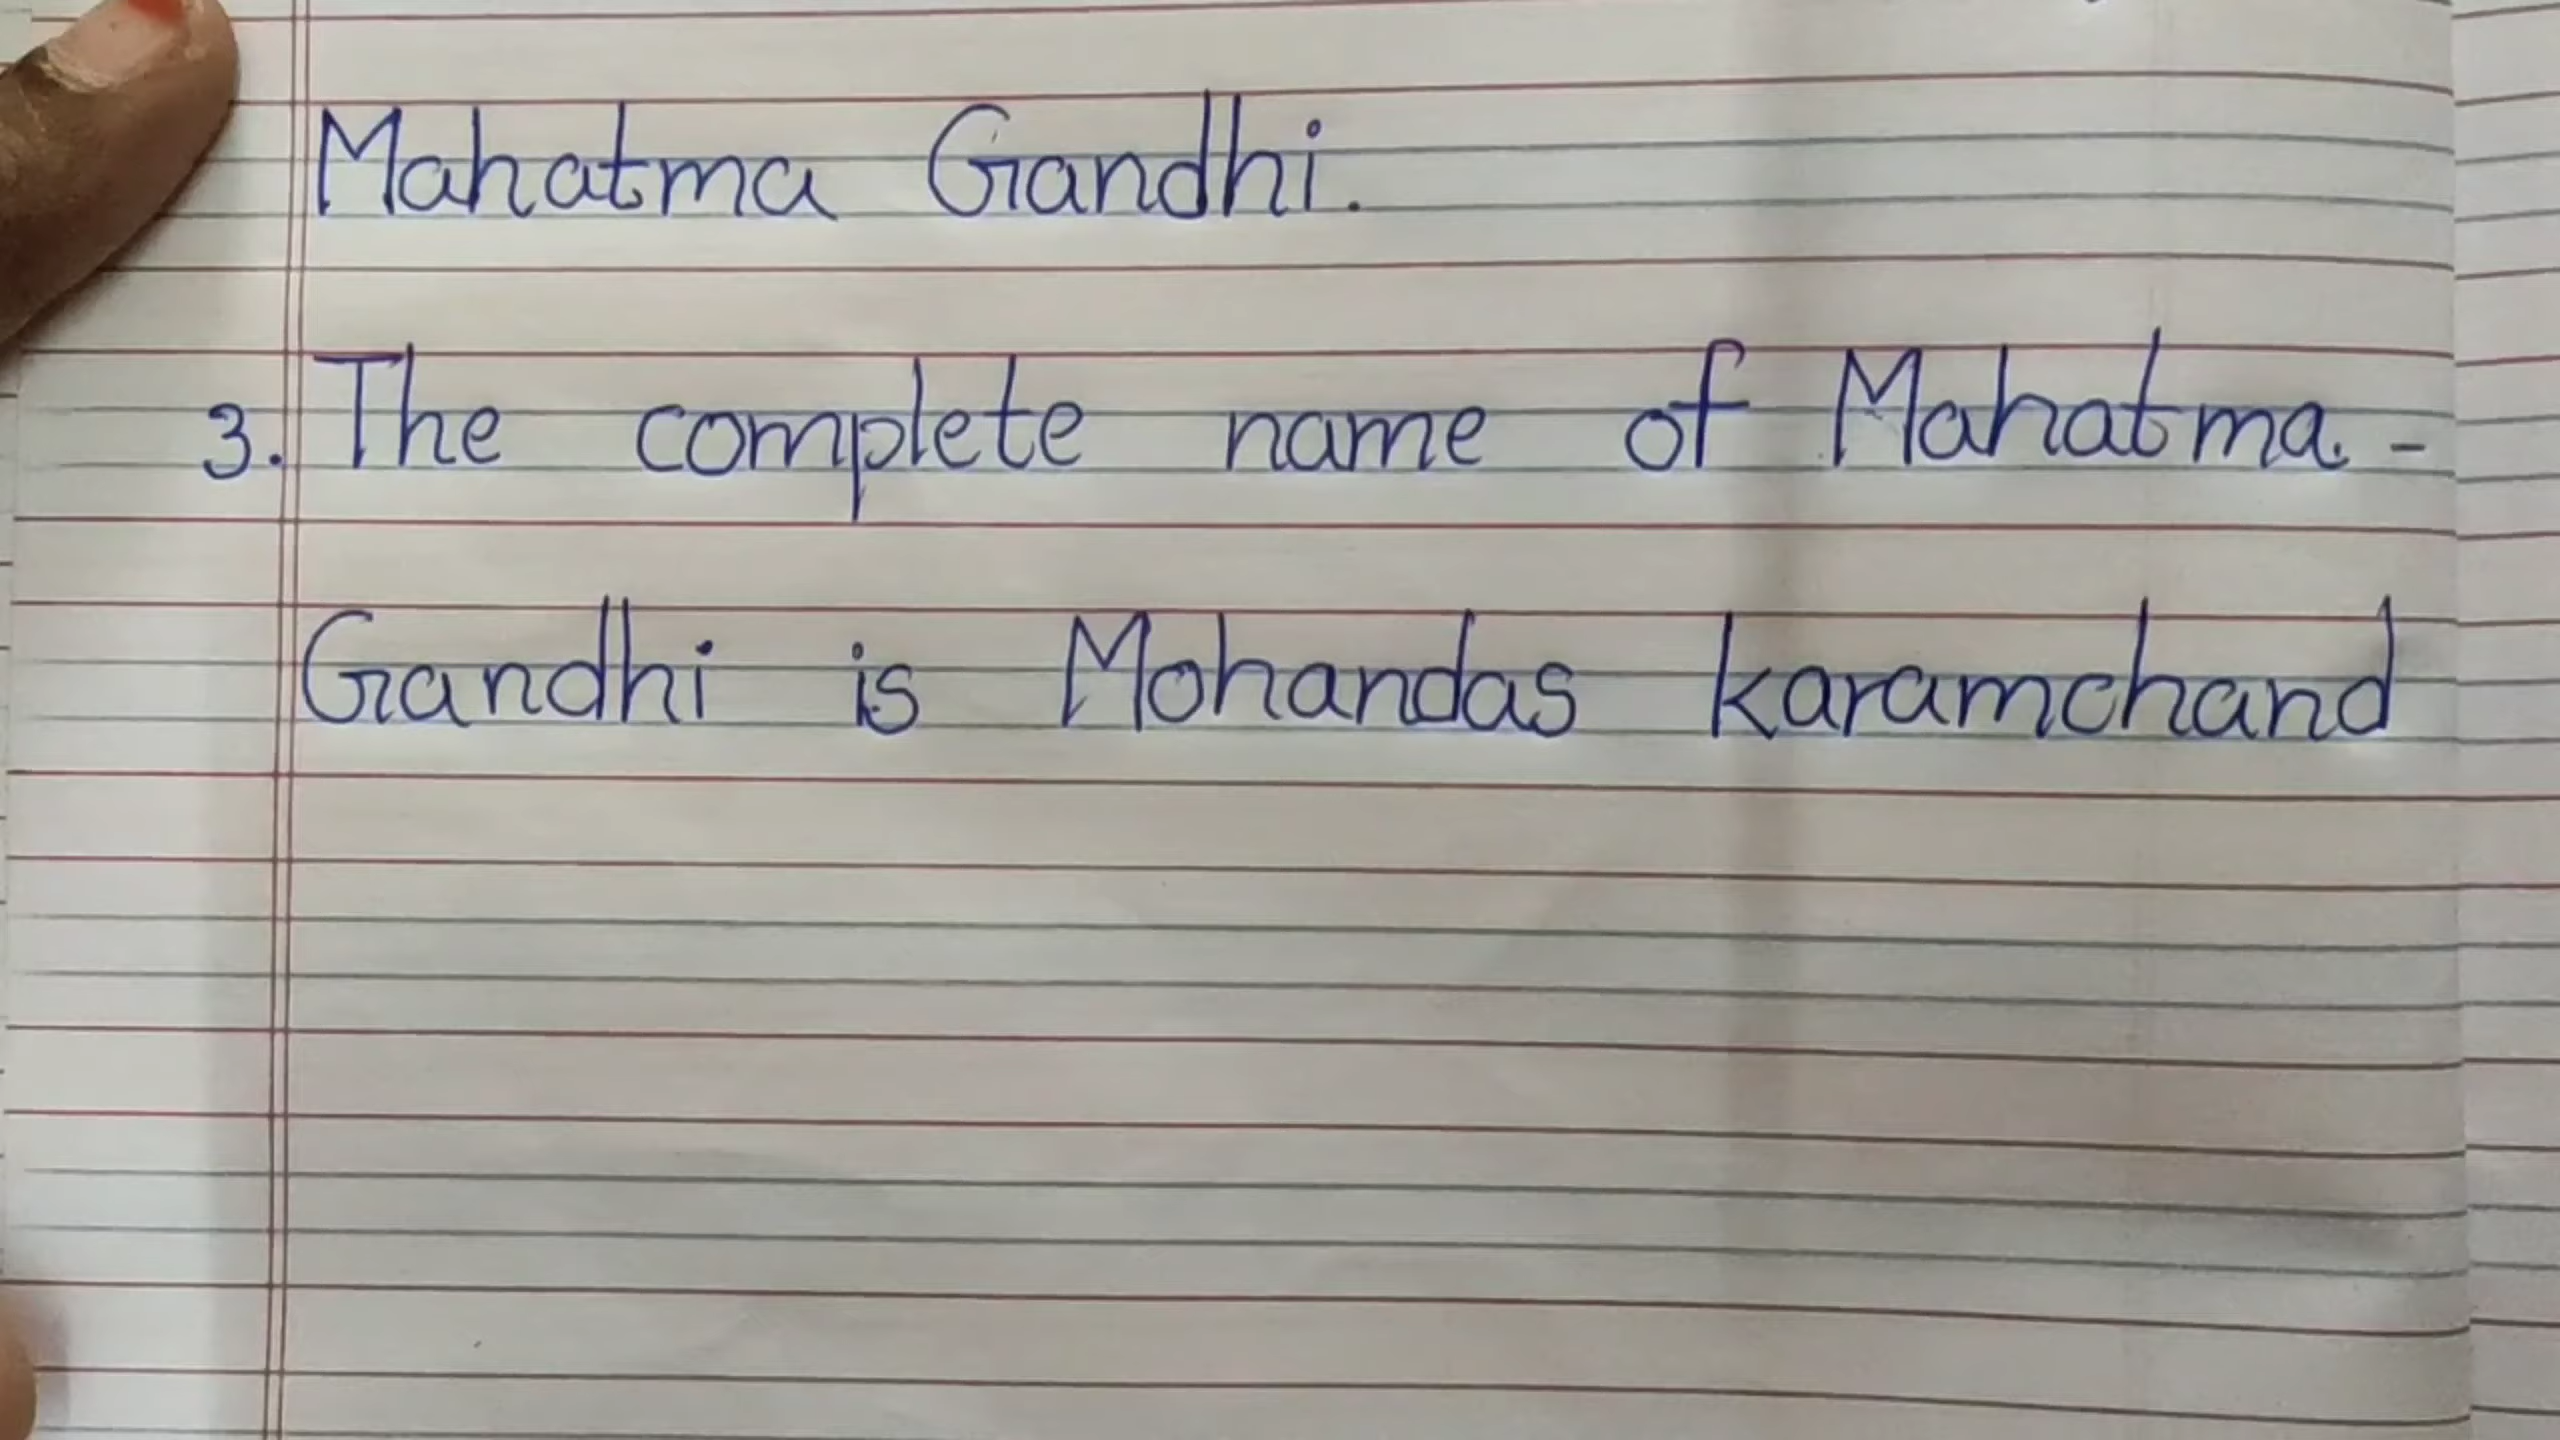 Mahatma Gandhi.
3. The complete name of Mahatma -
Gandhi is Mohandas karamchand